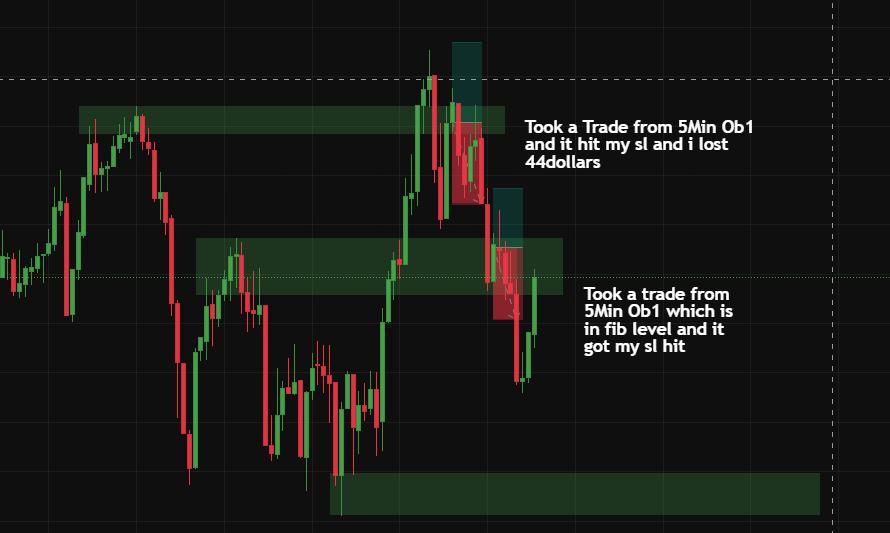 Took a Trade from 5Min Ob1
and it hit my sl and i lost
44dollars
Took a trade from
5Min Ob1 which is
in fib level and it
got my sl hit